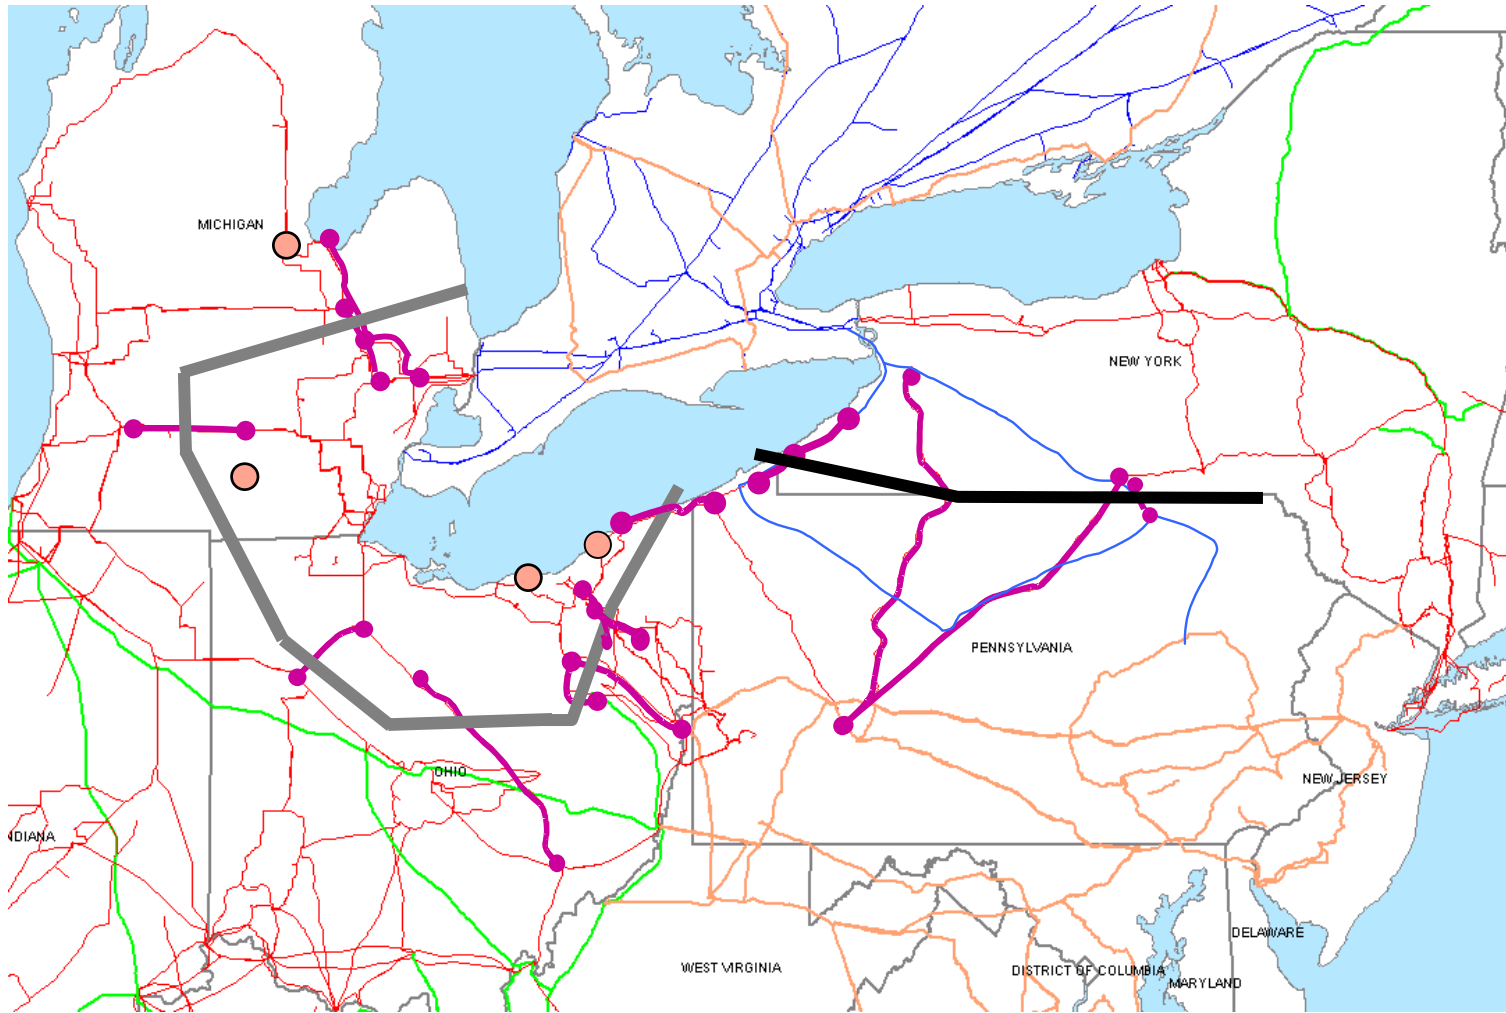 MICHIGAN
NEW YORK
PENNSYLVANIA
OHIO
NEW JERSEY
NDIANA
DELAWARE
WEST VIRGINIA
DISTRICT OF COLUMBIA
MARYLAND